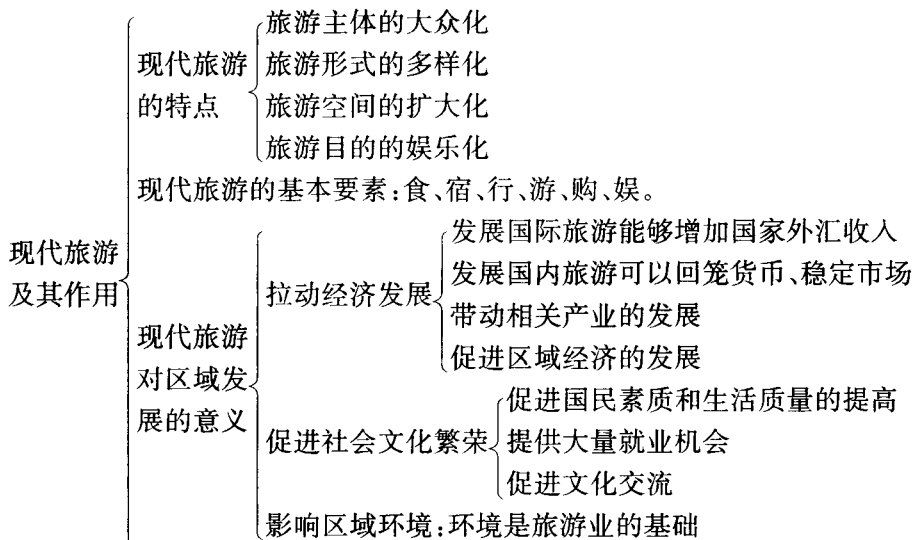 现代旅游及其作用
现代旅游的特点
旅游主体的大众化
旅游形式的多样化
旅游空间的扩大化
旅游目的的娱乐化
现代旅游的基本要素:食、宿、行、游、购、娱。
现代旅游对区域发展的意义
拉动经济发展
发展国际旅游能够增加国家外汇收入
发展国内旅游可以回笼货币、稳定市场
带动相关产业的发展
促进区域经济的发展
促进社会文化繁荣
促进国民素质和生活质量的提高
提供大量就业机会
促进文化交流
影响区域环境:环境是旅游业的基础